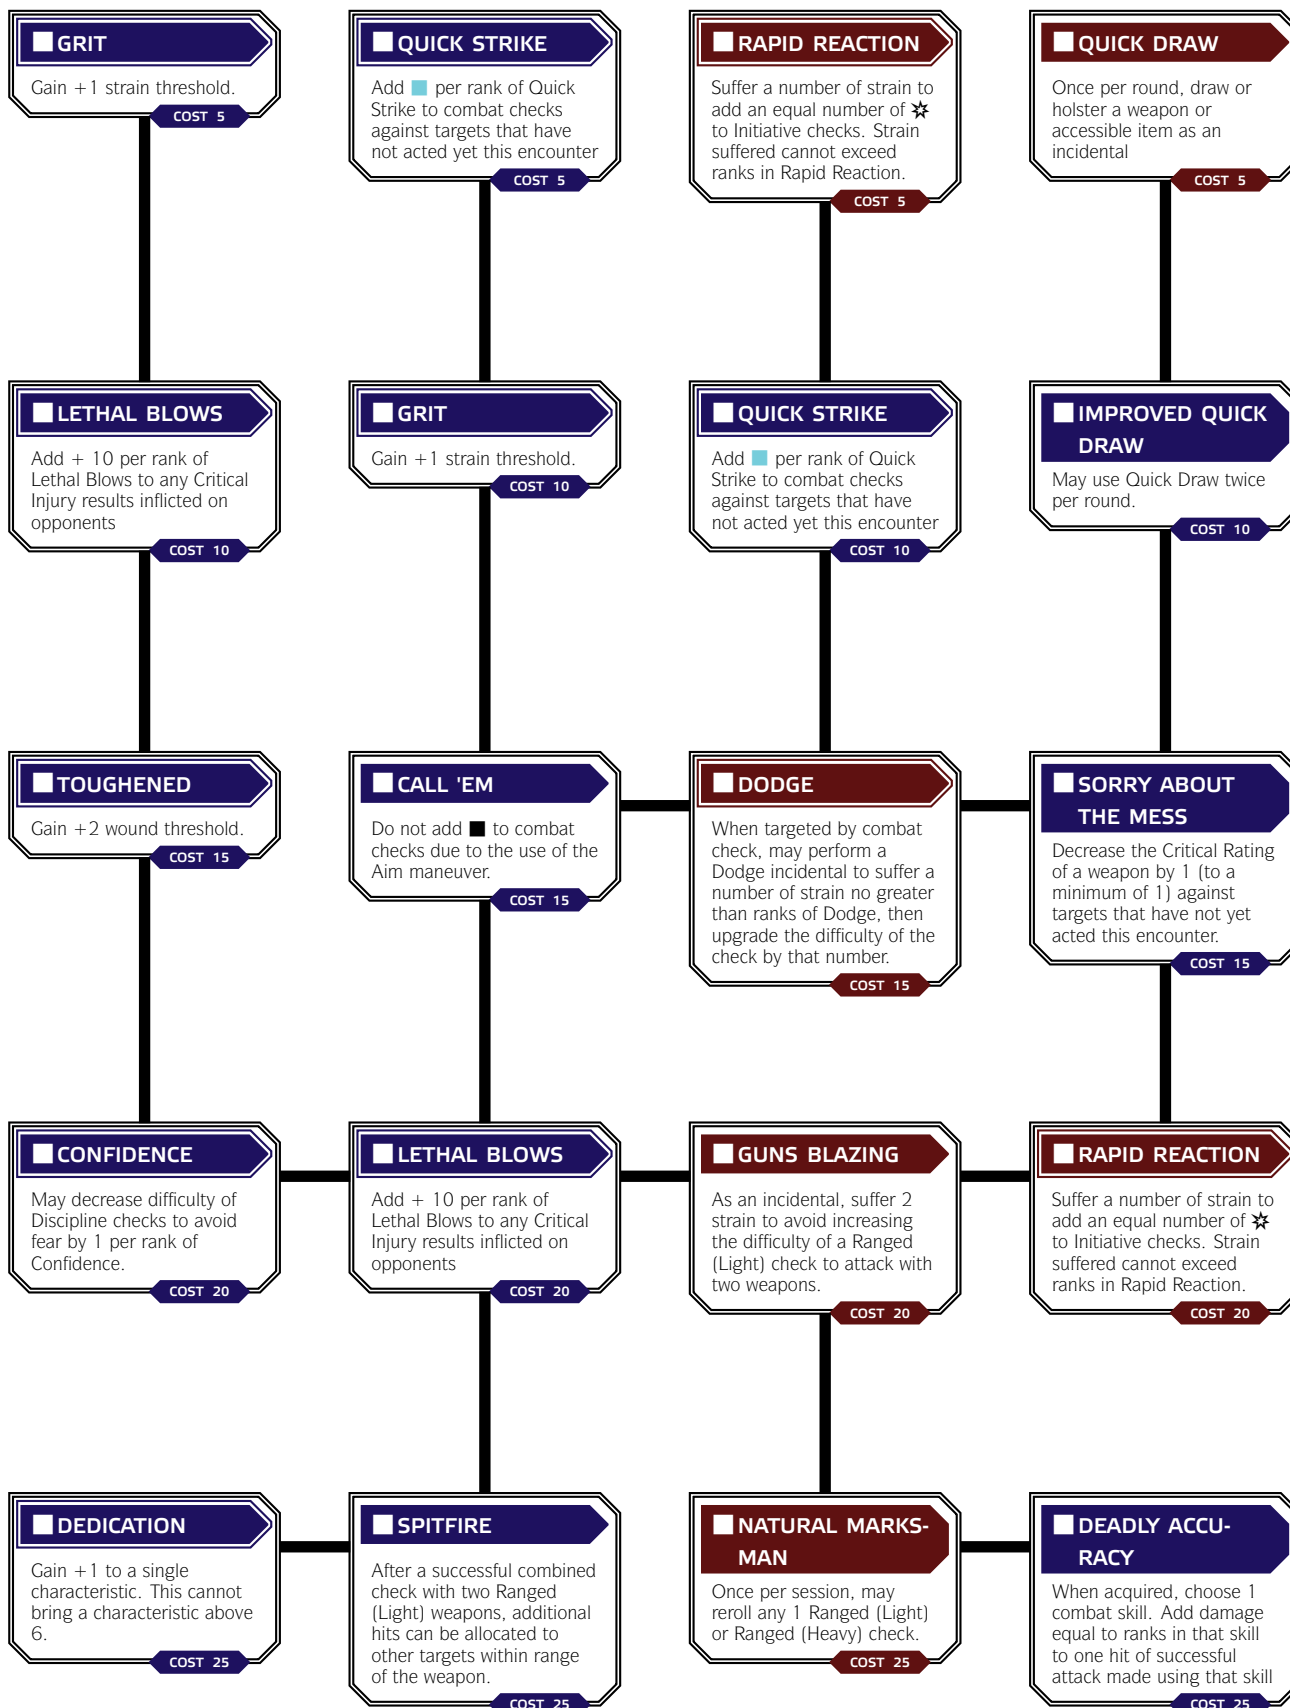 GRIT
Gain +1 strain threshold.
COST 5
QUICK STRIKE
Add per rank of Quick
Strike to combat checks
against targets that have
not acted yet this encounter
COST 5
RAPID REACTION
Suffer a number of strain to
add an equal number of
to Initiative checks. Strain
suffered cannot exceed
ranks in Rapid Reaction.
COST 5
QUICK DRAW
Once per round, draw or
holster a weapon or
accessible item as an
incidental
COST 5
LETHAL BLOWS
Add + 10 per rank of
Lethal Blows to any Critical
Injury results inflicted on
opponents
COST 10
GRIT
Gain +1 strain threshold.
COST 10
QUICK STRIKE
Add per rank of Quick
Strike to combat checks
against targets that have
not acted yet this encounter
COST 10
IMPROVED QUICK
DRAW
May use Quick Draw twice
per round.
COST 10
TOUGHENED
Gain +2 wound threshold.
COST 15
CALL 'EM
Do not add to combat
checks due to the use of the
Aim maneuver.
COST 15
DODGE
When targeted by combat
check, may perform a
Dodge incidental to suffer a
number of strain no greater
than ranks of Dodge, then
upgrade the difficulty of the
check by that number.
COST 15
SORRY ABOUT
THE MESS
Decrease the Critical Rating
of a weapon by 1 (to a
minimum of 1) against
targets that have not yet
acted this encounter.
COST 15
CONFIDENCE
May decrease difficulty of
Discipline checks to avoid
fear by 1 per rank of
Confidence.
COST 20
LETHAL BLOWS
Add + 10 per rank of
Lethal Blows to any Critical
Injury results inflicted on
opponents
COST 20
GUNS BLAZING
As an incidental, suffer 2
strain to avoid increasing
the difficulty of a Ranged
(Light) check to attack with
two weapons.
COST 20
RAPID REACTION
Suffer a number of strain to
add an equal number of
to Initiative checks. Strain
suffered cannot exceed
ranks in Rapid Reaction.
COST 20
DEDICATION
Gain +1 to a single
characteristic. This cannot
bring a characteristic above
6.
COST 25
SPITFIRE
After a successful combined
check with two Ranged
(Light) weapons, additional
hits can be allocated to
other targets within range
of the weapon.
COST 25
NATURAL MARKS-
MAN
Once per session, may
reroll any 1 Ranged (Light)
or Ranged (Heavy) check.
COST 25
DEADLY ACCU-
RACY
When acquired, choose 1
combat skill. Add damage
equal to ranks in that skill
to one hit of successful
attack made using that skill
COST 25